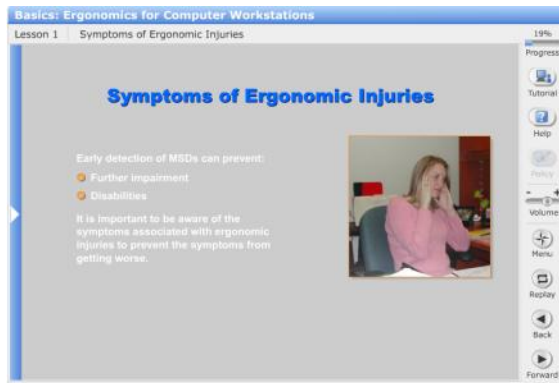 Basics: Ergonomics for Computer Workstations
Lesson 1 Symptoms of Ergonomic Injuries
19%
Progress
Tutorial
Help
Policy
Volume
Menu
Replay
Back
Forward
Symptoms of Ergonomic Injuries
Early detection of MSDs can prevent:
Further impairment
Disabilities
It is important to be aware of the
symptoms associated with ergonomic
injuries to prevent the symptoms from
getting worse.